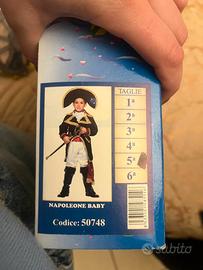 TAGLIE
1ª
2ª
3ª
4ª
5ª
6ª
NAPOLEONE BABY
Codice: 50748
subito